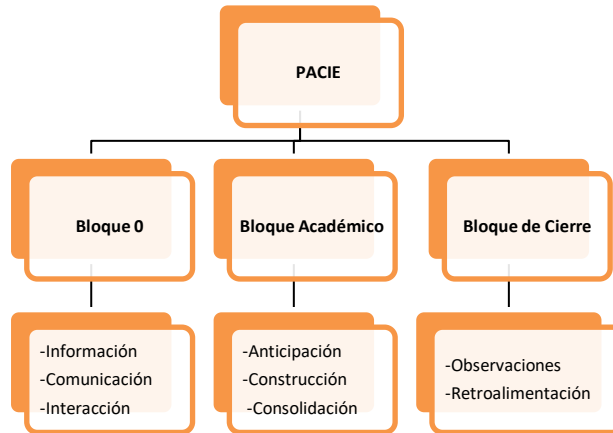 PACIE
Bloque 0
Bloque Académico
Bloque de Cierre
-Información
-Comunicación
-Interacción
-Anticipación
-Construcción
-Consolidación
-Observaciones
-Retroalimentación